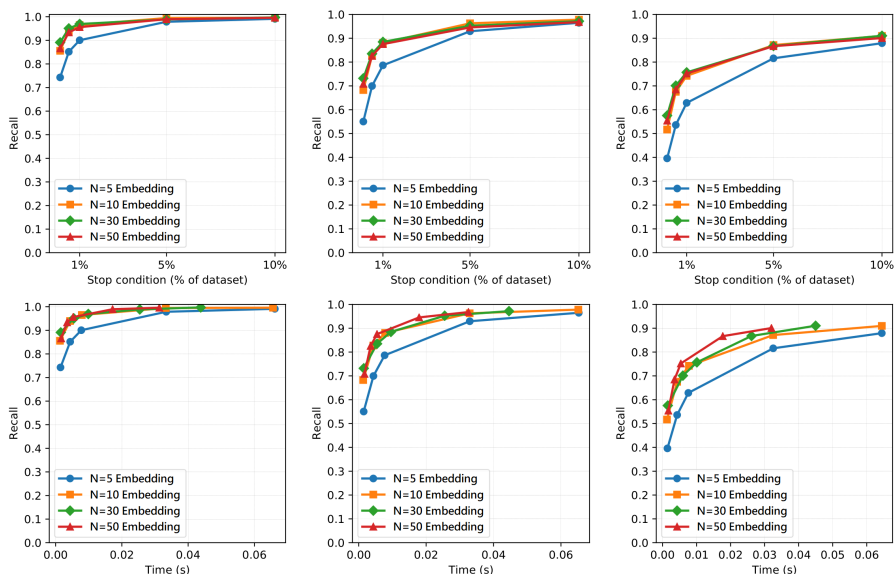 1.0
0.9
0.8
0.7
0.6
0.5
0.4
0.3
0.2
0.1
0.0
Recall
N=5 Embedding
N=10 Embedding
N=30 Embedding
N=50 Embedding
1%
5%
10%
Stop condition (% of dataset)
1.0
0.9
0.8
0.7
0.6
0.5
0.4
0.3
0.2
0.1
0.0
Recall
N=5 Embedding
N=10 Embedding
N=30 Embedding
N=50 Embedding
1%
5%
10%
Stop condition (% of dataset)
1.0
0.9
0.8
0.7
0.6
0.5
0.4
0.3
0.2
0.1
0.0
Recall
N=5 Embedding
N=10 Embedding
N=30 Embedding
N=50 Embedding
1%
5%
10%
Stop condition (% of dataset)
1.0
0.9
0.8
0.7
0.6
0.5
0.4
0.3
0.2
0.1
0.0
Recall
N=5 Embedding
N=10 Embedding
N=30 Embedding
N=50 Embedding
0.00
0.02
0.04
0.06
Time (s)
1.0
0.9
0.8
0.7
0.6
0.5
0.4
0.3
0.2
0.1
0.0
Recall
N=5 Embedding
N=10 Embedding
N=30 Embedding
N=50 Embedding
0.00
0.02
0.04
0.06
Time (s)
1.0
0.9
0.8
0.7
0.6
0.5
0.4
0.3
0.2
0.1
0.0
Recall
N=5 Embedding
N=10 Embedding
N=30 Embedding
N=50 Embedding
0.00
0.01
0.02
0.03
0.04
0.05
0.06
Time (s)